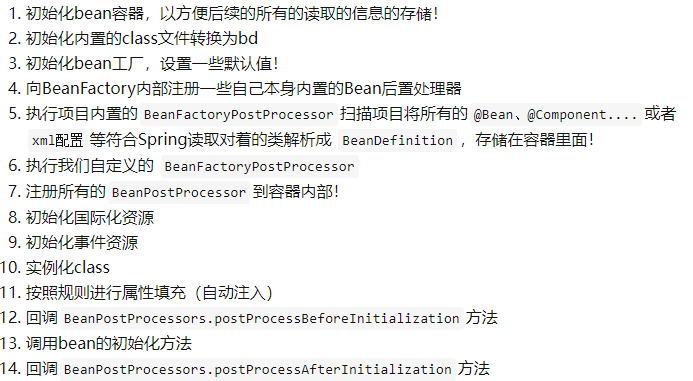 1. 初始化bean容器，以方便后续的所有的读取的信息的存储！
2. 初始化内置的class文件转换为bd
3. 初始化bean工厂，设置一些默认值！
4. 向BeanFactory内部注册一些自己本身内置的Bean后置处理器
5. 执行项目内置的 BeanFactoryPostProcessor 扫描项目将所有的 @Bean、@Component.... 或者
xml配置 等符合Spring读取对着的类解析成 BeanDefinition ，存储在容器里面！
6. 执行我们自定义的 BeanFactoryPostProcessor
7. 注册所有的 BeanPostProcessor 到容器内部！
8. 初始化国际化资源
9. 初始化事件资源
10. 实例化class
11. 按照规则进行属性填充（自动注入）
12. 回调 BeanPostProcessors.postProcessBeforeInitialization 方法
13. 调用bean的初始化方法
14. 回调 BeanPostProcessors.postProcessAfterInitialization 方法